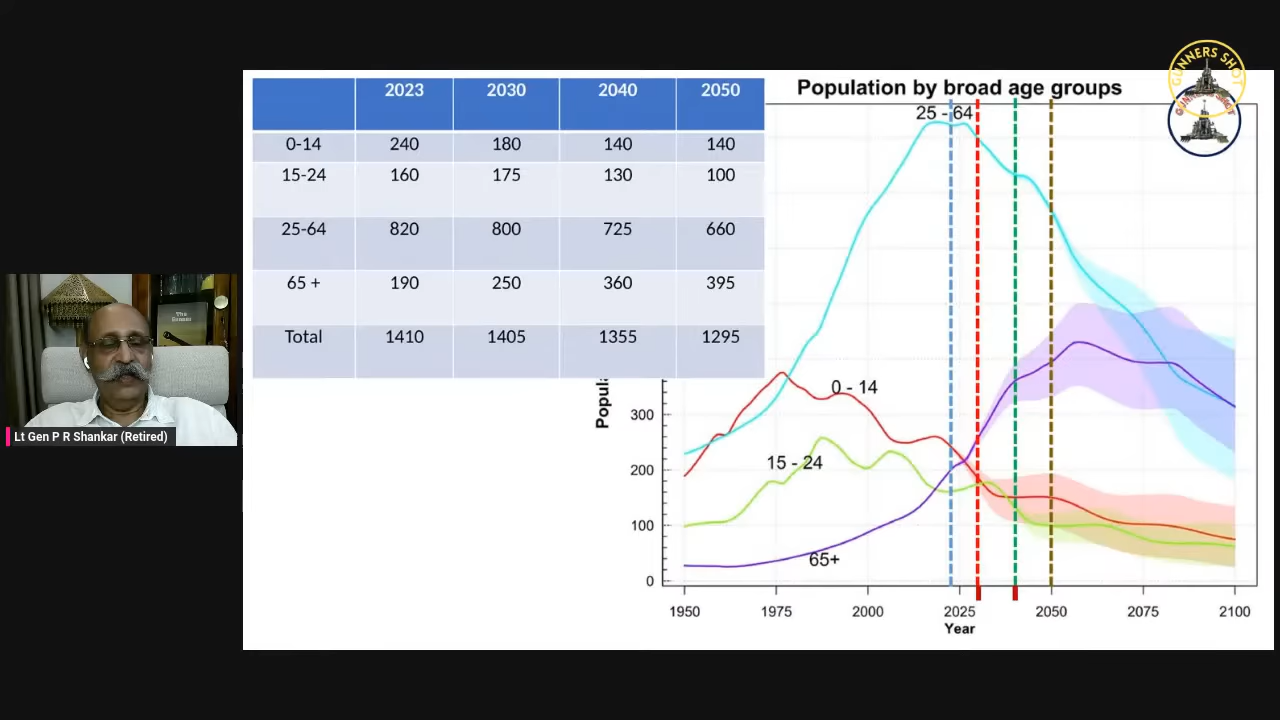 2023 2030 2040 2050
0-14 240 180 140 140
15-24 160 175 130 100
25-64 820 800 725 660
65 + 190 250 360 395
Total 1410 1405 1355 1295
Population by broad age groups
25 - 64
0 - 14
15 - 24
65+
Popula
300
200
100
0
1950 1975 2000 2025 2050 2075 2100
Year
GUNNERS SHOT
Lt Gen P R Shankar (Retired)